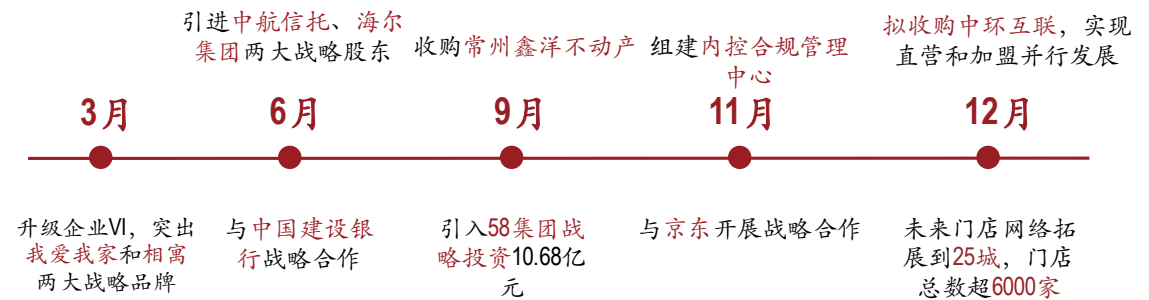 引进中航信托、海尔
集团两大战略股东
收购常州鑫洋不动产
组建内控合规管理
中心
拟收购中环互联，实现
直营和加盟并行发展
3月
6月
9月
11月
12月
升级企业VI，突出
我爱我家和相寓
两大战略品牌
与中国建设银
行战略合作
引入58集团战
略投资10.68亿
元
与京东开展战略合作
未来门店网络拓
展到25城，门店
总数超6000家